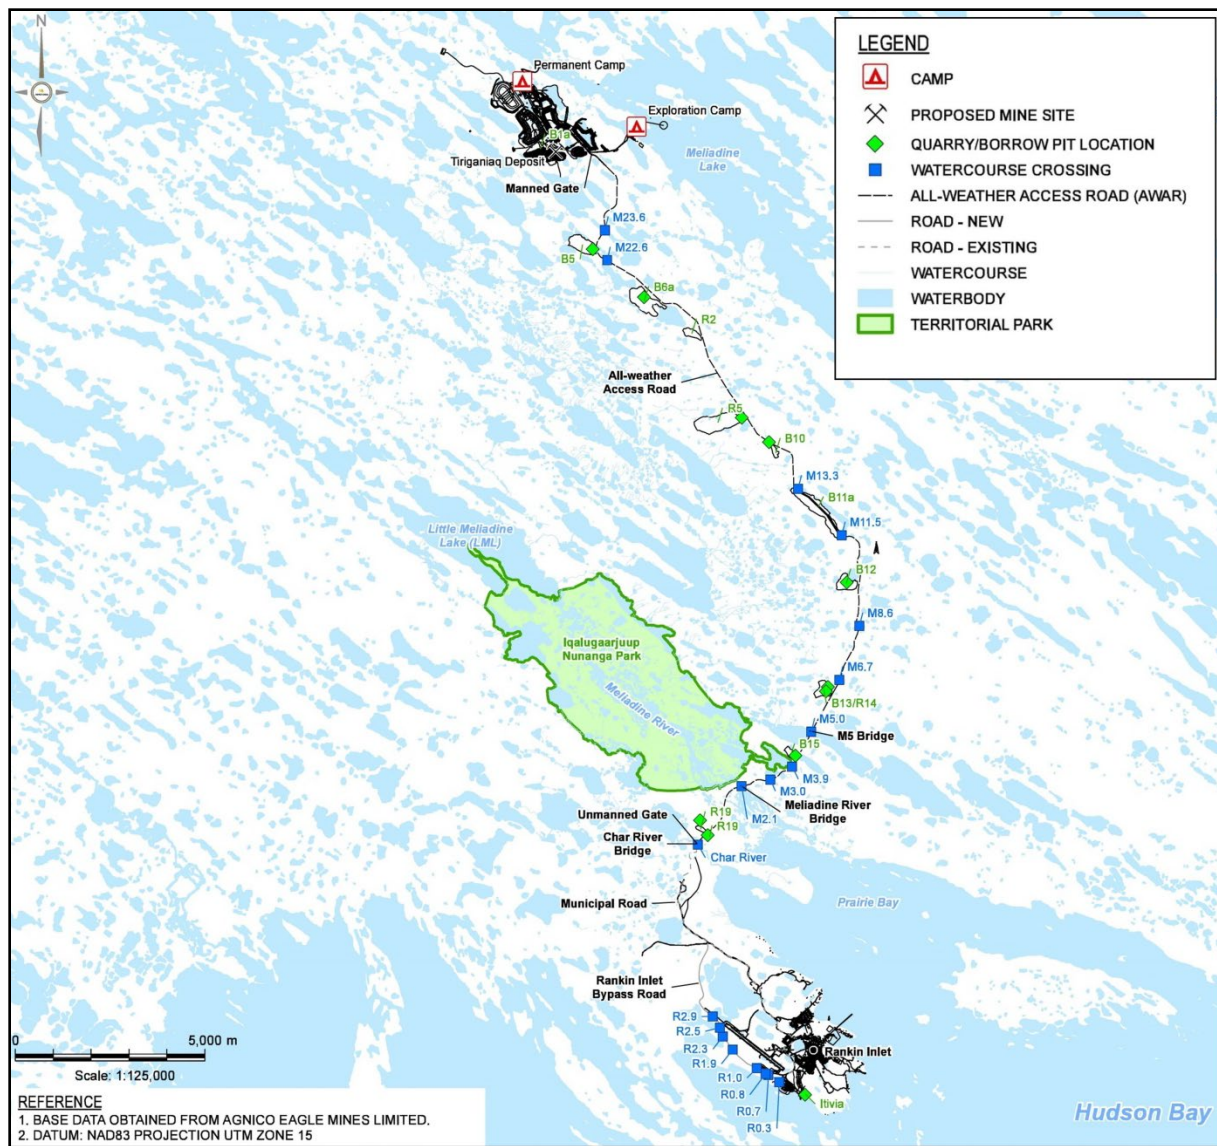 N
Permanent Camp
Exploration Camp
B1a
Tiriganiaq Deposit
Manned Gate
Meliadine
Lake
M23.6
M22.6
B5
B6a
R2
All-weather
Access Road
R5
B10
M13.3
B11a
M11.5
Little Meliadine
Lake (LML)
B12
M8.6
Iqalugaarjuup
Nunanga Park
Meliadine River
M6.7
B13/R14
M5.0
M5 Bridge
B15
M3.9
M3.0
Meliadine River
Bridge
M2.1
R19
R19
Unmanned Gate
Char River
Bridge
Char River
Municipal Road
Prairie Bay
Rankin Inlet
Bypass Road
R2.9
R2.5
R2.3
R1.9
R1.0
R0.8
R0.7
R0.3
Rankin Inlet
Itivia
Hudson Bay
LEGEND
CAMP
PROPOSED MINE SITE
QUARRY/BORROW PIT LOCATION
WATERCOURSE CROSSING
ALL-WEATHER ACCESS ROAD (AWAR)
ROAD - NEW
ROAD - EXISTING
WATERCOURSE
WATERBODY
TERRITORIAL PARK
0 5,000 m
Scale: 1:125,000
REFERENCE
1. BASE DATA OBTAINED FROM AGNICO EAGLE MINES LIMITED.
2. DATUM: NAD83 PROJECTION UTM ZONE 15